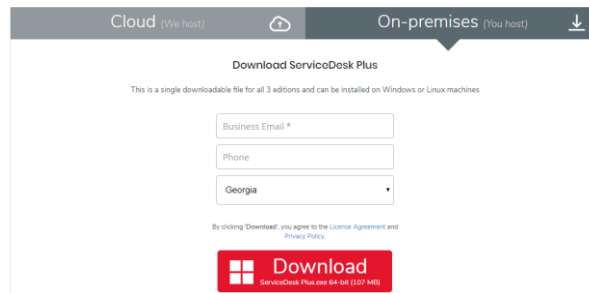 Cloud (We host)
On-premises (You host)
Download ServiceDesk Plus
This is a single downloadable file for all 3 editions and can be installed on Windows or Linux machines
Business Email *
Phone
Georgia
By clicking 'Download', you agree to the License Agreement and
Privacy Policy.
Download
ServiceDesk Plus.exe 64-bit (107 MB)